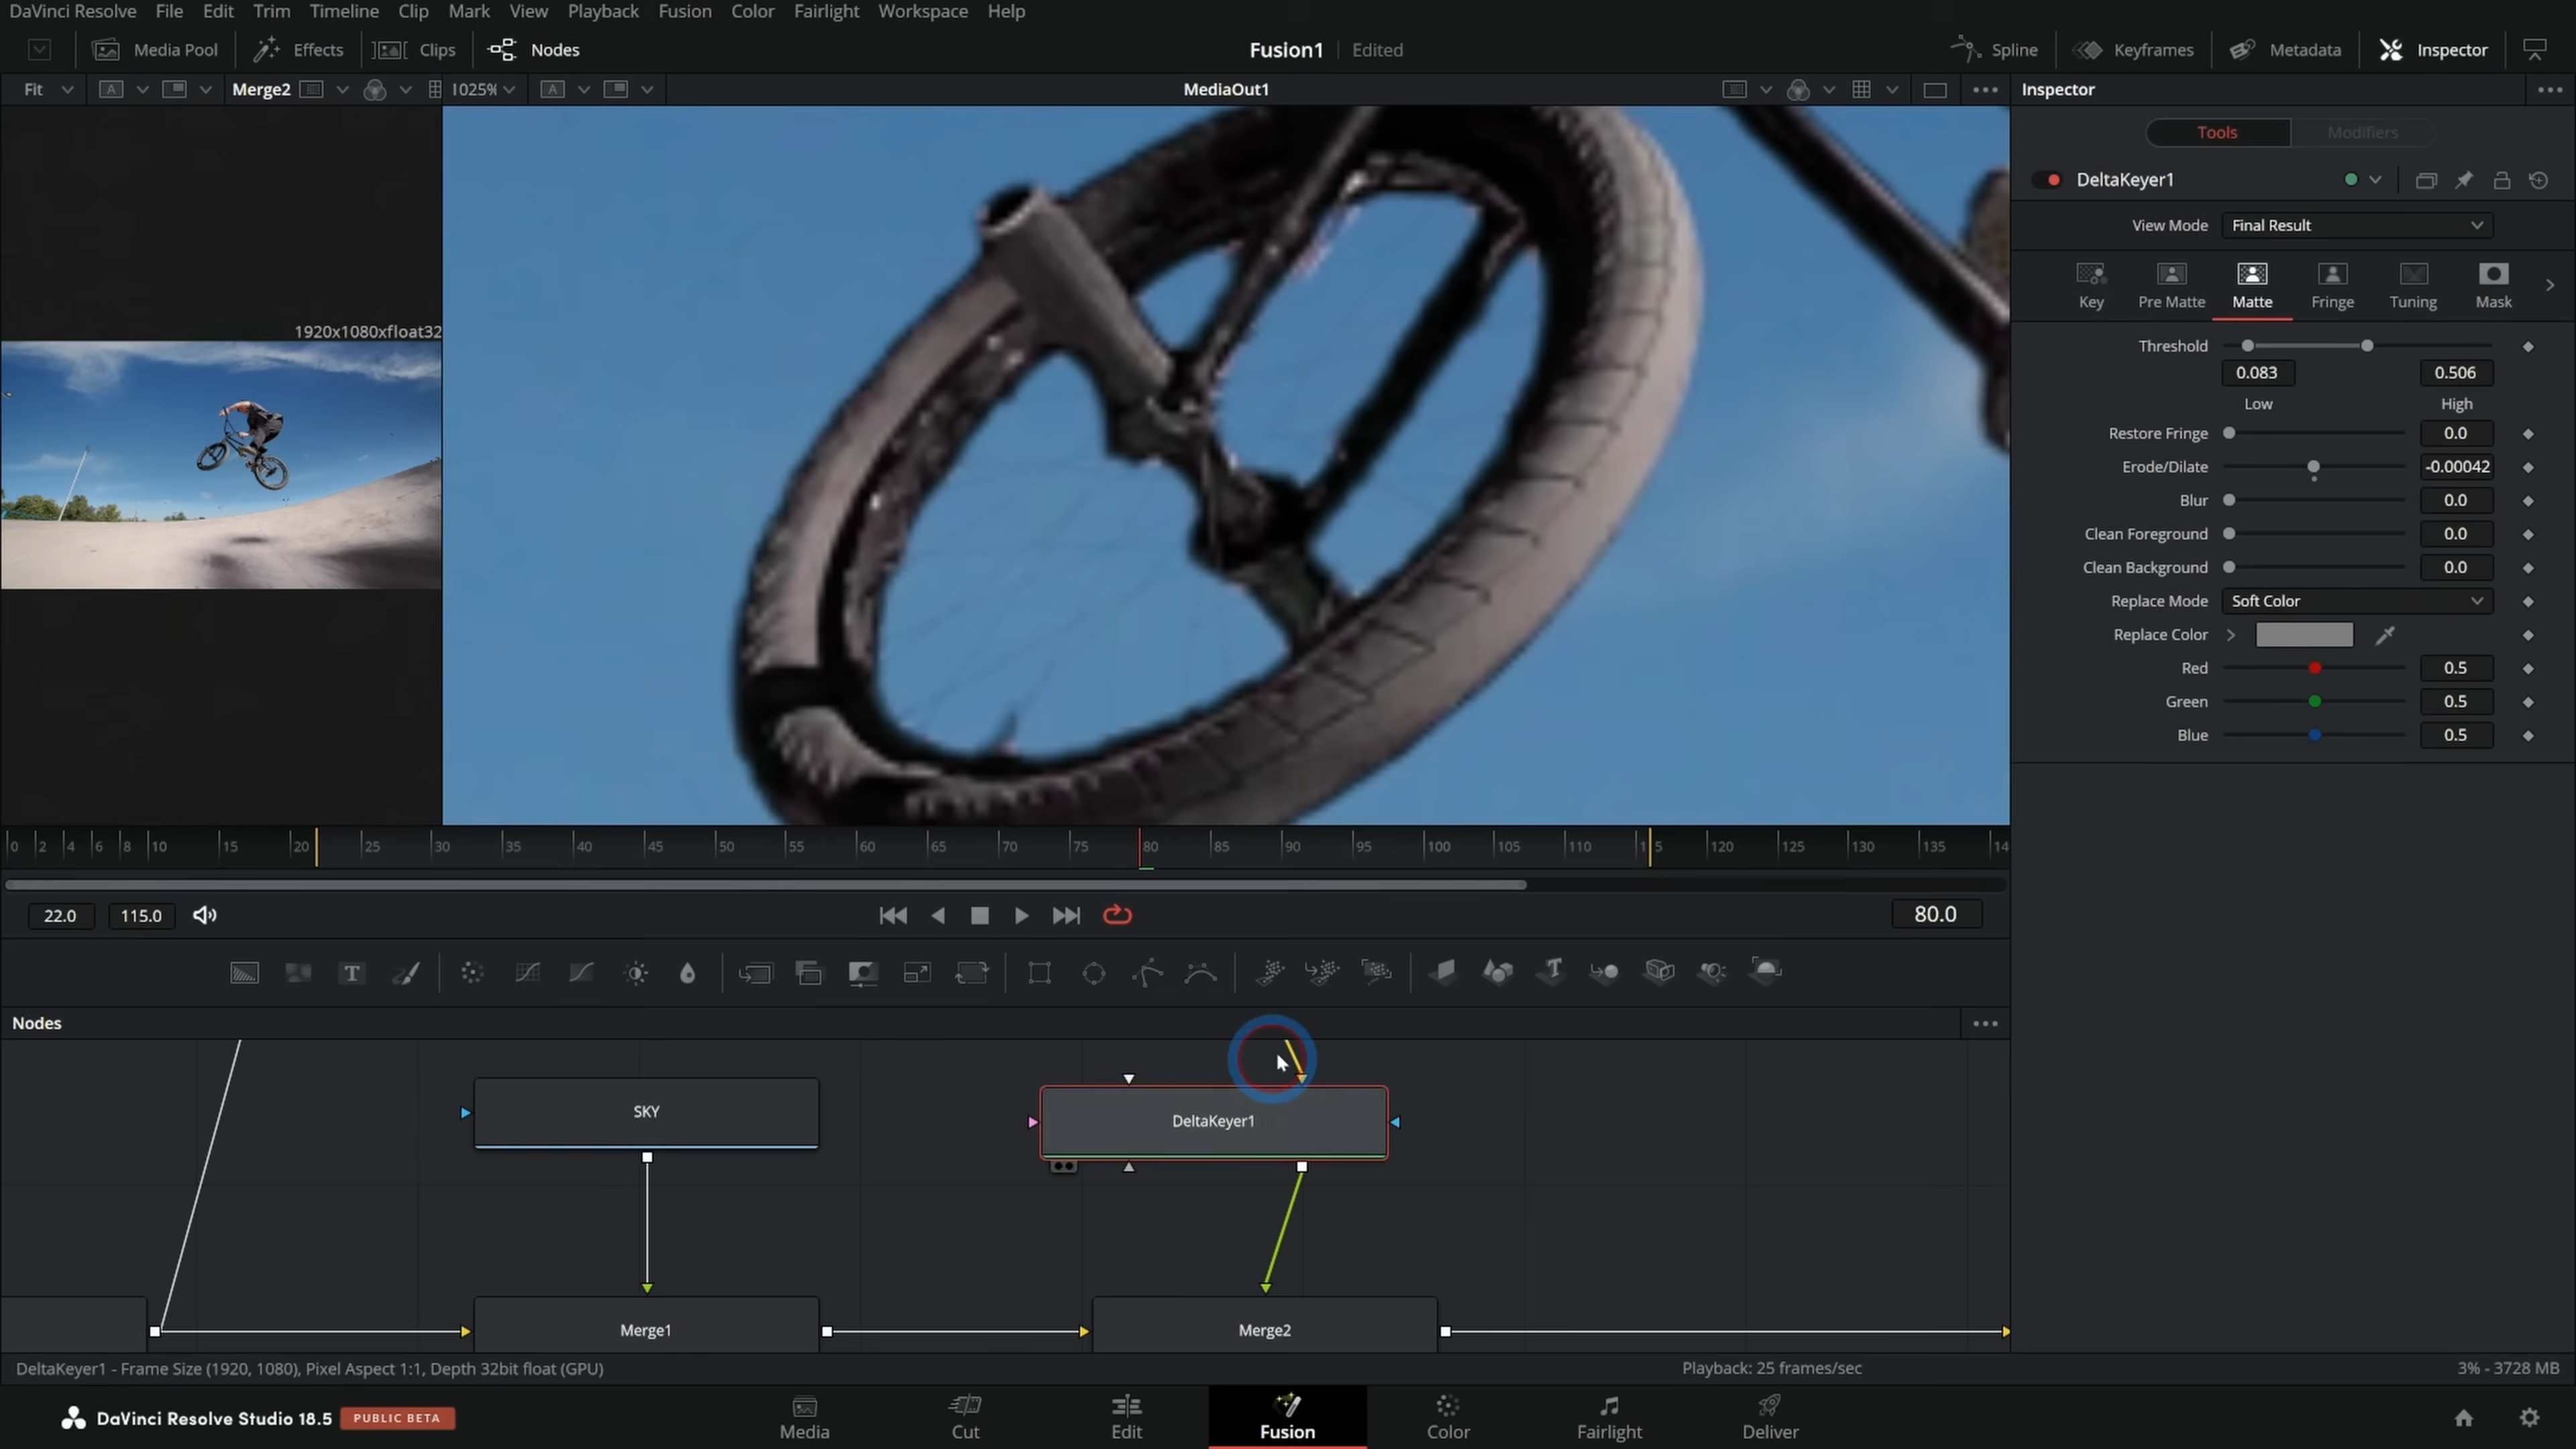 DaVinci Resolve File Edit Trim Timeline Clip Mark View Playback Fusion Color Fairlight Workspace Help
Media Pool Effects Clips Nodes Fusion1 Edited Spline Keyframes Metadata Inspector
Fit A Merge2 1025% A MediaOut1 Inspector
Tools Modifiers
DeltaKeyer1
View Mode Final Result
Key Pre Matte Matte Fringe Tuning Mask
1920x1080xfloat32
Threshold
0.083 0.506
Low High
Restore Fringe 0.0
Erode/Dilate -0.00042
Blur 0.0
Clean Foreground 0.0
Clean Background 0.0
Replace Mode Soft Color
Replace Color
Red 0.5
Green 0.5
Blue 0.5
0 2 4 6 8 10 15 20 25 30 35 40 45 50 55 60 65 70 75 80 85 90 95 100 105 110 115 120 125 130 135 14
22.0 115.0 80.0
T T
Nodes
SKY
DeltaKeyer1
Merge1 Merge2
DeltaKeyer1 - Frame Size (1920, 1080), Pixel Aspect 1:1, Depth 32bit float (GPU) Playback: 25 frames/sec 3% - 3728 MB
DaVinci Resolve Studio 18.5 PUBLIC BETA
Media Cut Edit Fusion Color Fairlight Deliver